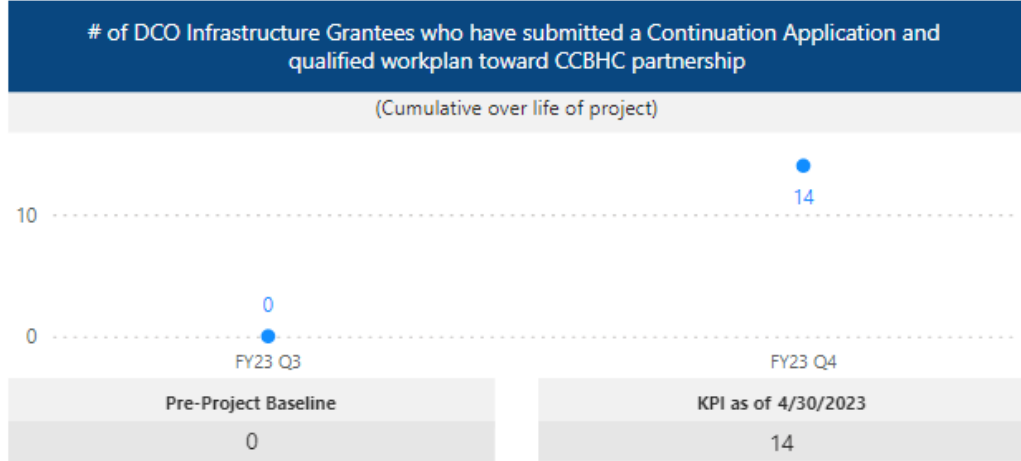 # of DCO Infrastructure Grantees who have submitted a Continuation Application and
qualified workplan toward CCBHC partnership
(Cumulative over life of project)
14
10
0
0
FY23 Q3
FY23 Q4
Pre-Project Baseline
KPI as of 4/30/2023
0
14